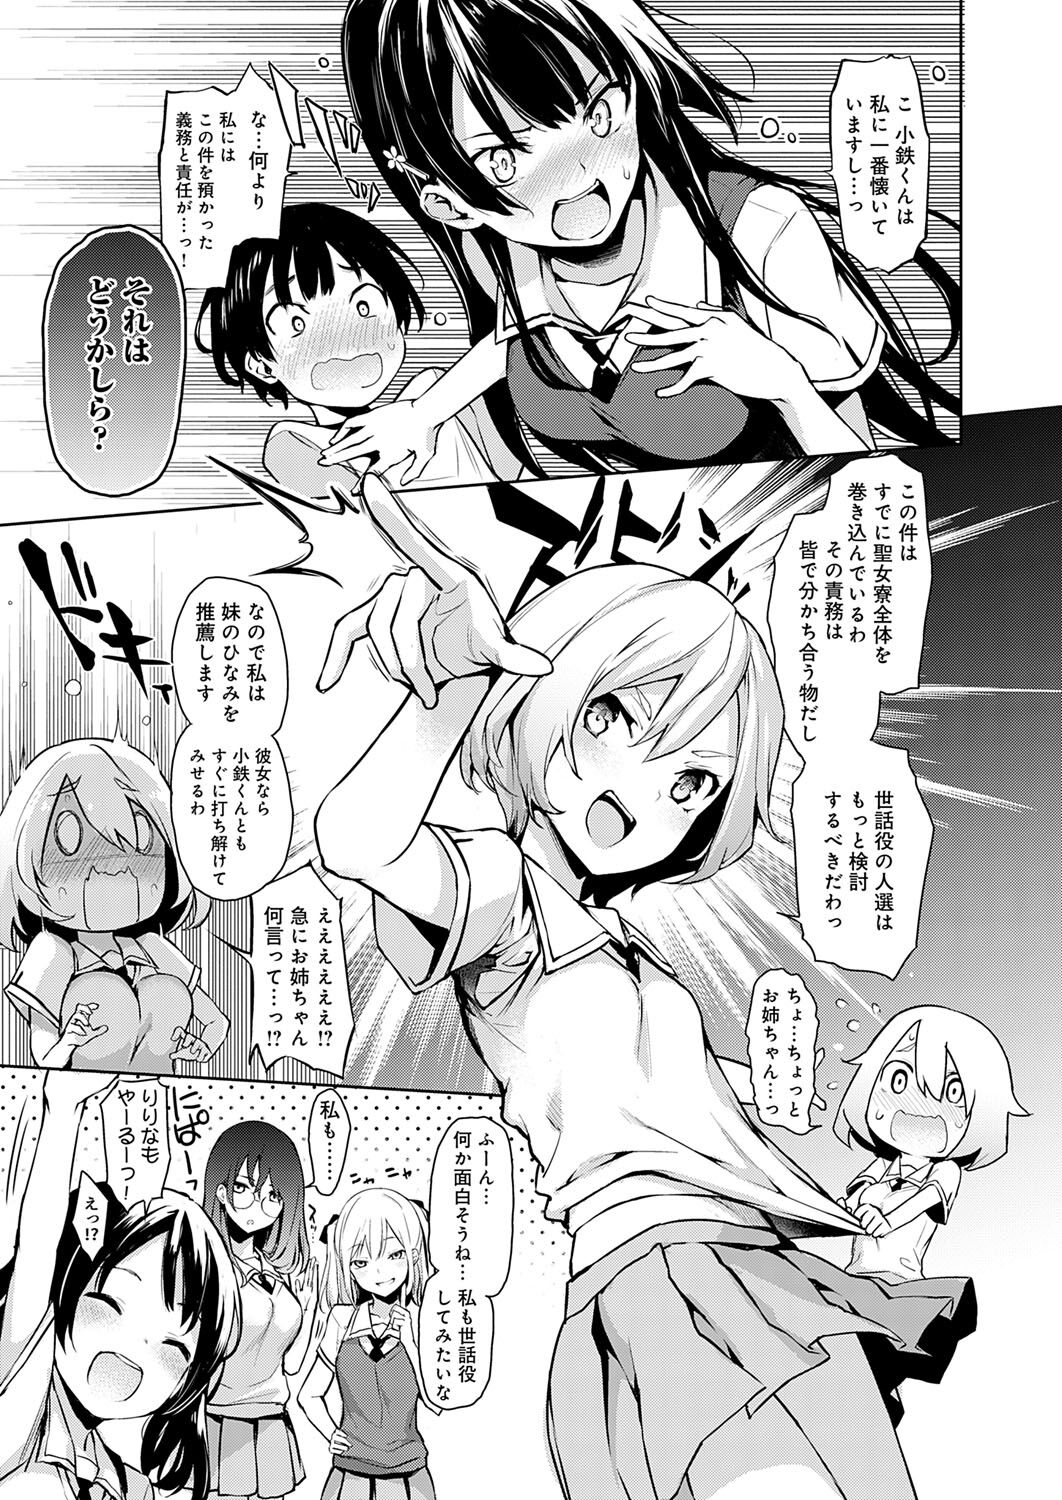 こ 小鉄くんは
私に一番懐いて
いますし…っ
な…何より
私には
この件を預かった
義務と責任が…っ！
それは
どうかしら？
この件は
すでに聖女寮全体を
巻き込んでいるわ
その責務は
皆で分かち合う物だし
世話役の人選は
もっと検討
するべきだわっ
ちょ…ちょっと
お姉ちゃん…っ
なので私は
妹のひなみを
推薦します
彼女なら
小鉄くんとも
すぐに打ち解けて
みせるわ
ドキッ
えええええええ!?
急にお姉ちゃん
何言って…っ!?
ふーん…
何か面白そうね…
私も世話役
してみたいな
私も……
にぱーっ
りりなも
やーるーっ！
えっ!?